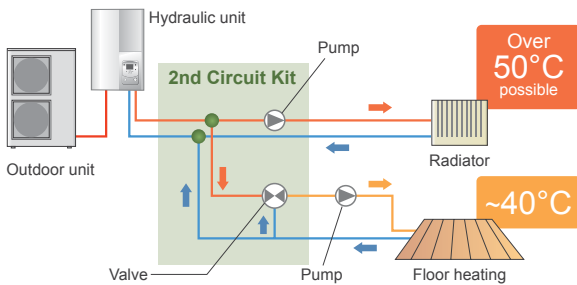 Hydraulic unit
Pump
2nd Circuit Kit
Over
50°C
possible
Outdoor unit
Radiator
~40°C
Valve
Pump
Floor heating